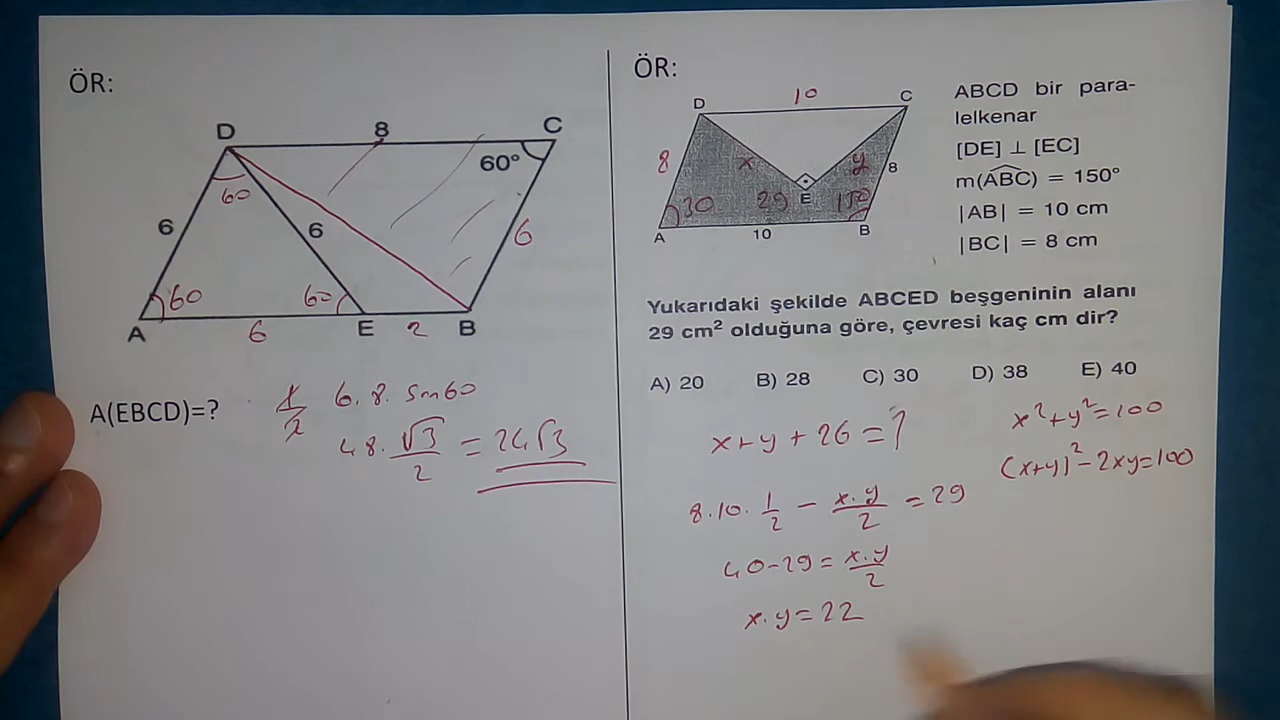 ÖR:
D 8 C
60°
60
6 6 6
60 60
A 6 E 2 B
A(EBCD)=?
1/2 6.8.sin60
48.√3/2 = 24√3
ÖR:
D 10 C
8 x y 8
30 29 E 150
A 10 B
ABCD bir para-
lelkenar
[DE] ⊥ [EC]
m(ABC) = 150°
|AB| = 10 cm
|BC| = 8 cm
Yukarıdaki şekilde ABCED beşgeninin alanı
29 cm² olduğuna göre, çevresi kaç cm dir?
A) 20 B) 28 C) 30 D) 38 E) 40
x+y+26=?
8.10.1/2 - x.y/2 = 29
40-29=x.y/2
x.y=22
x²+y²=100
(x+y)²-2xy=100